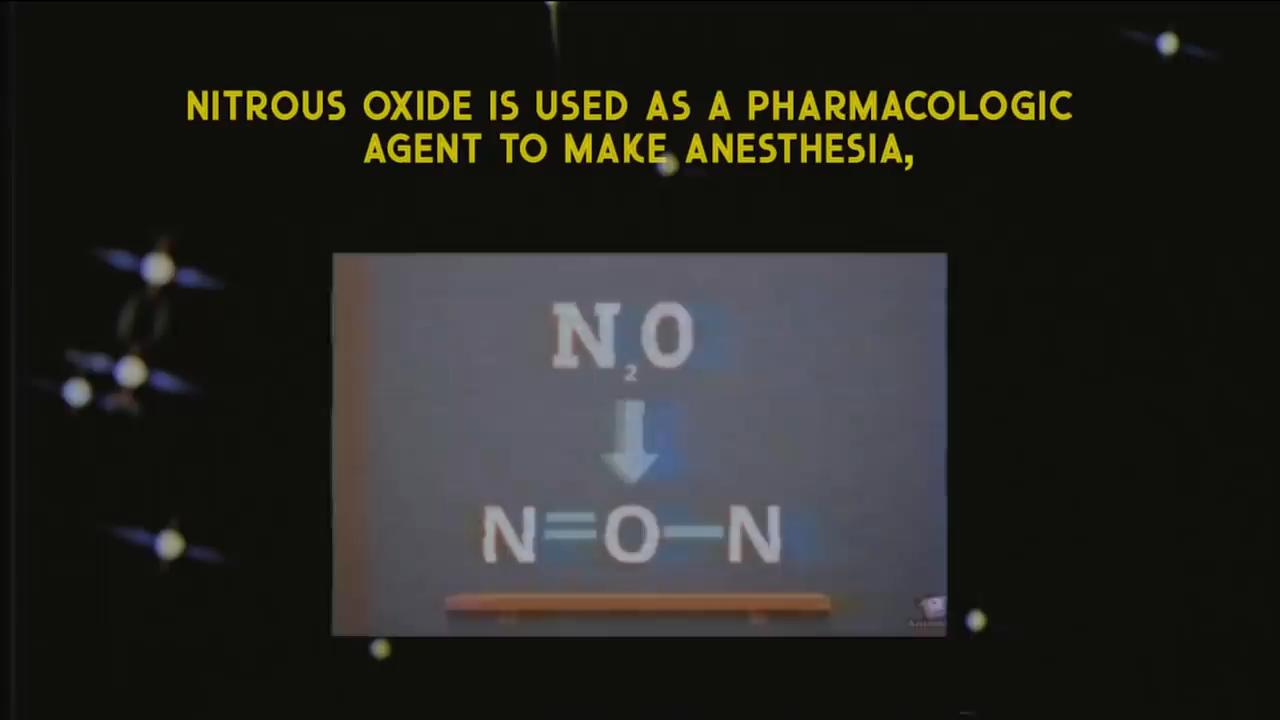 NITROUS OXIDE IS USED AS A PHARMACOLOGIC
AGENT TO MAKE ANESTHESIA,
N₂O
N=O—N